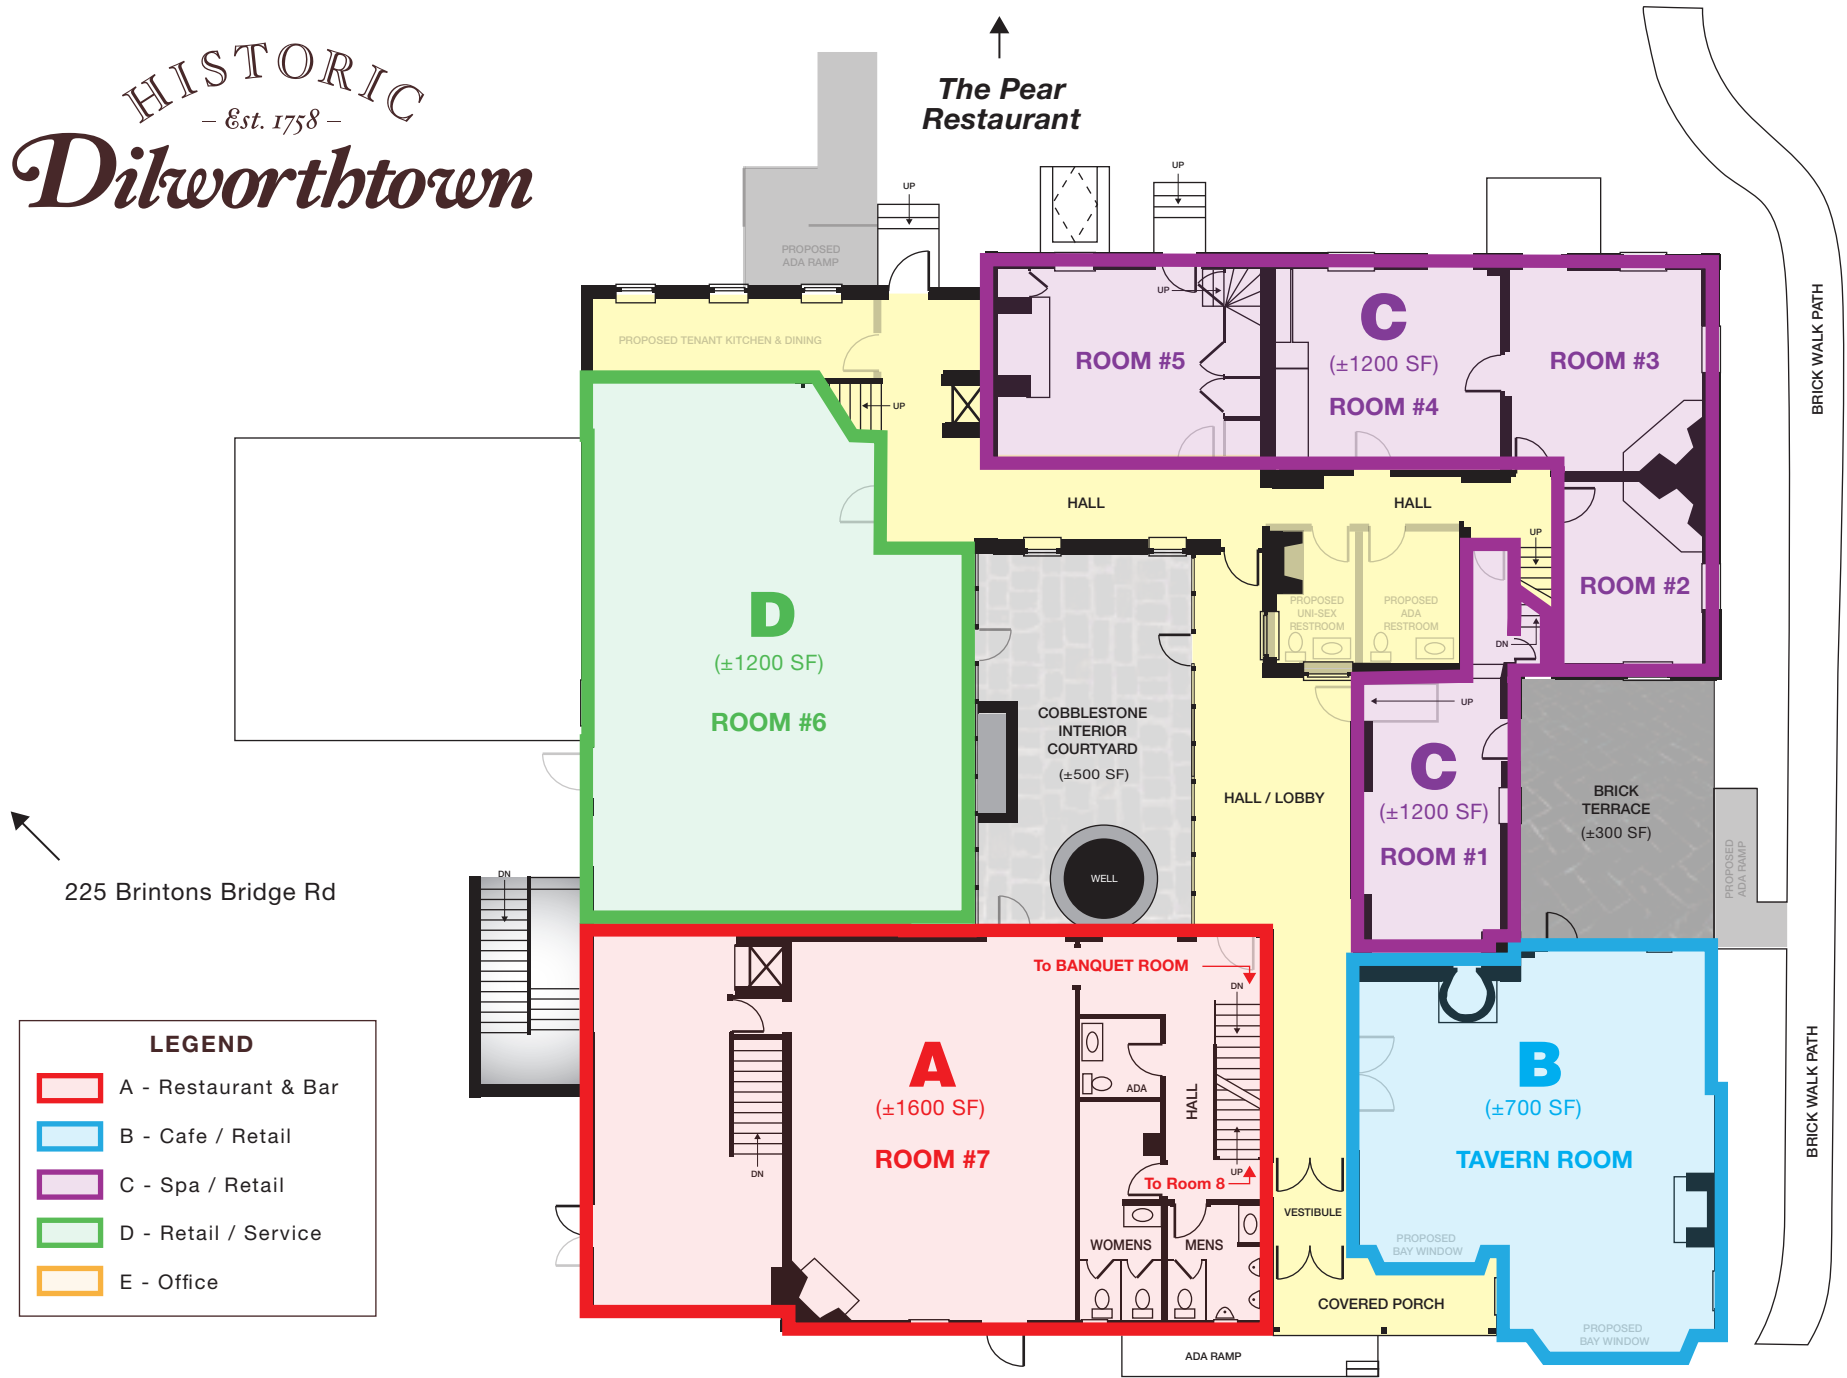 HISTORIC
- Est. 1758 -
Dilworthtown
The Pear
Restaurant
UP
UP
PROPOSED
ADA RAMP
PROPOSED TENANT KITCHEN & DINING
UP
UP
ROOM #5
C
(±1200 SF)
ROOM #4
ROOM #3
BRICK WALK PATH
HALL
HALL
UP
ROOM #2
PROPOSED
UNI-SEX
RESTROOM
PROPOSED
ADA
RESTROOM
DN
D
(±1200 SF)
ROOM #6
COBBLESTONE
INTERIOR
COURTYARD
(±500 SF)
WELL
HALL / LOBBY
UP
C
(±1200 SF)
ROOM #1
BRICK
TERRACE
(±300 SF)
PROPOSED
ADA RAMP
225 Brintons Bridge Rd
DN
To BANQUET ROOM
DN
A
(±1600 SF)
ROOM #7
DN
ADA
HALL
UP
To Room 8
WOMENS
MENS
VESTIBULE
COVERED PORCH
ADA RAMP
B
(±700 SF)
TAVERN ROOM
PROPOSED
BAY WINDOW
PROPOSED
BAY WINDOW
BRICK WALK PATH
LEGEND
A - Restaurant & Bar
B - Cafe / Retail
C - Spa / Retail
D - Retail / Service
E - Office